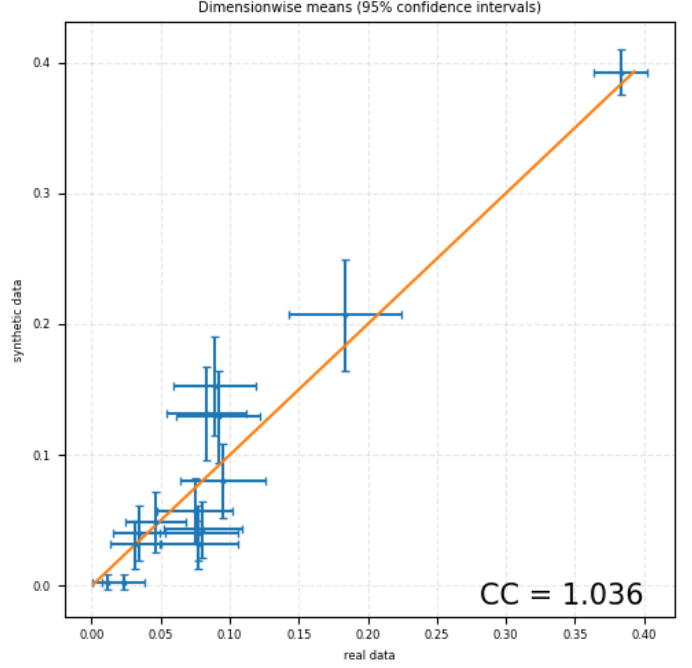 Dimensionwise means (95% confidence intervals)
0.4
0.3
0.2
0.1
0.0
synthetic data
CC = 1.036
0.00 0.05 0.10 0.15 0.20 0.25 0.30 0.35 0.40
real data